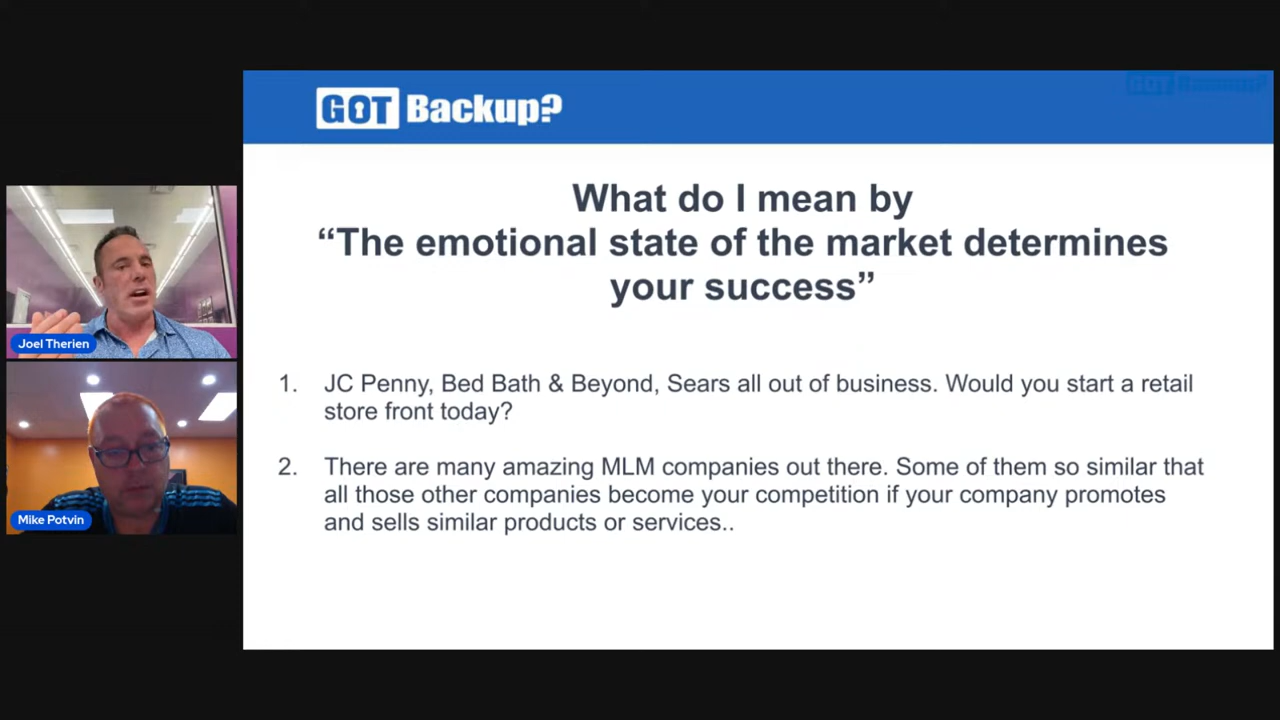 GOT Backup?
GOT Backup?
What do I mean by
“The emotional state of the market determines
your success”
Joel Therien
Mike Potvin
1. JC Penny, Bed Bath & Beyond, Sears all out of business. Would you start a retail
store front today?
2. There are many amazing MLM companies out there. Some of them so similar that
all those other companies become your competition if your company promotes
and sells similar products or services..